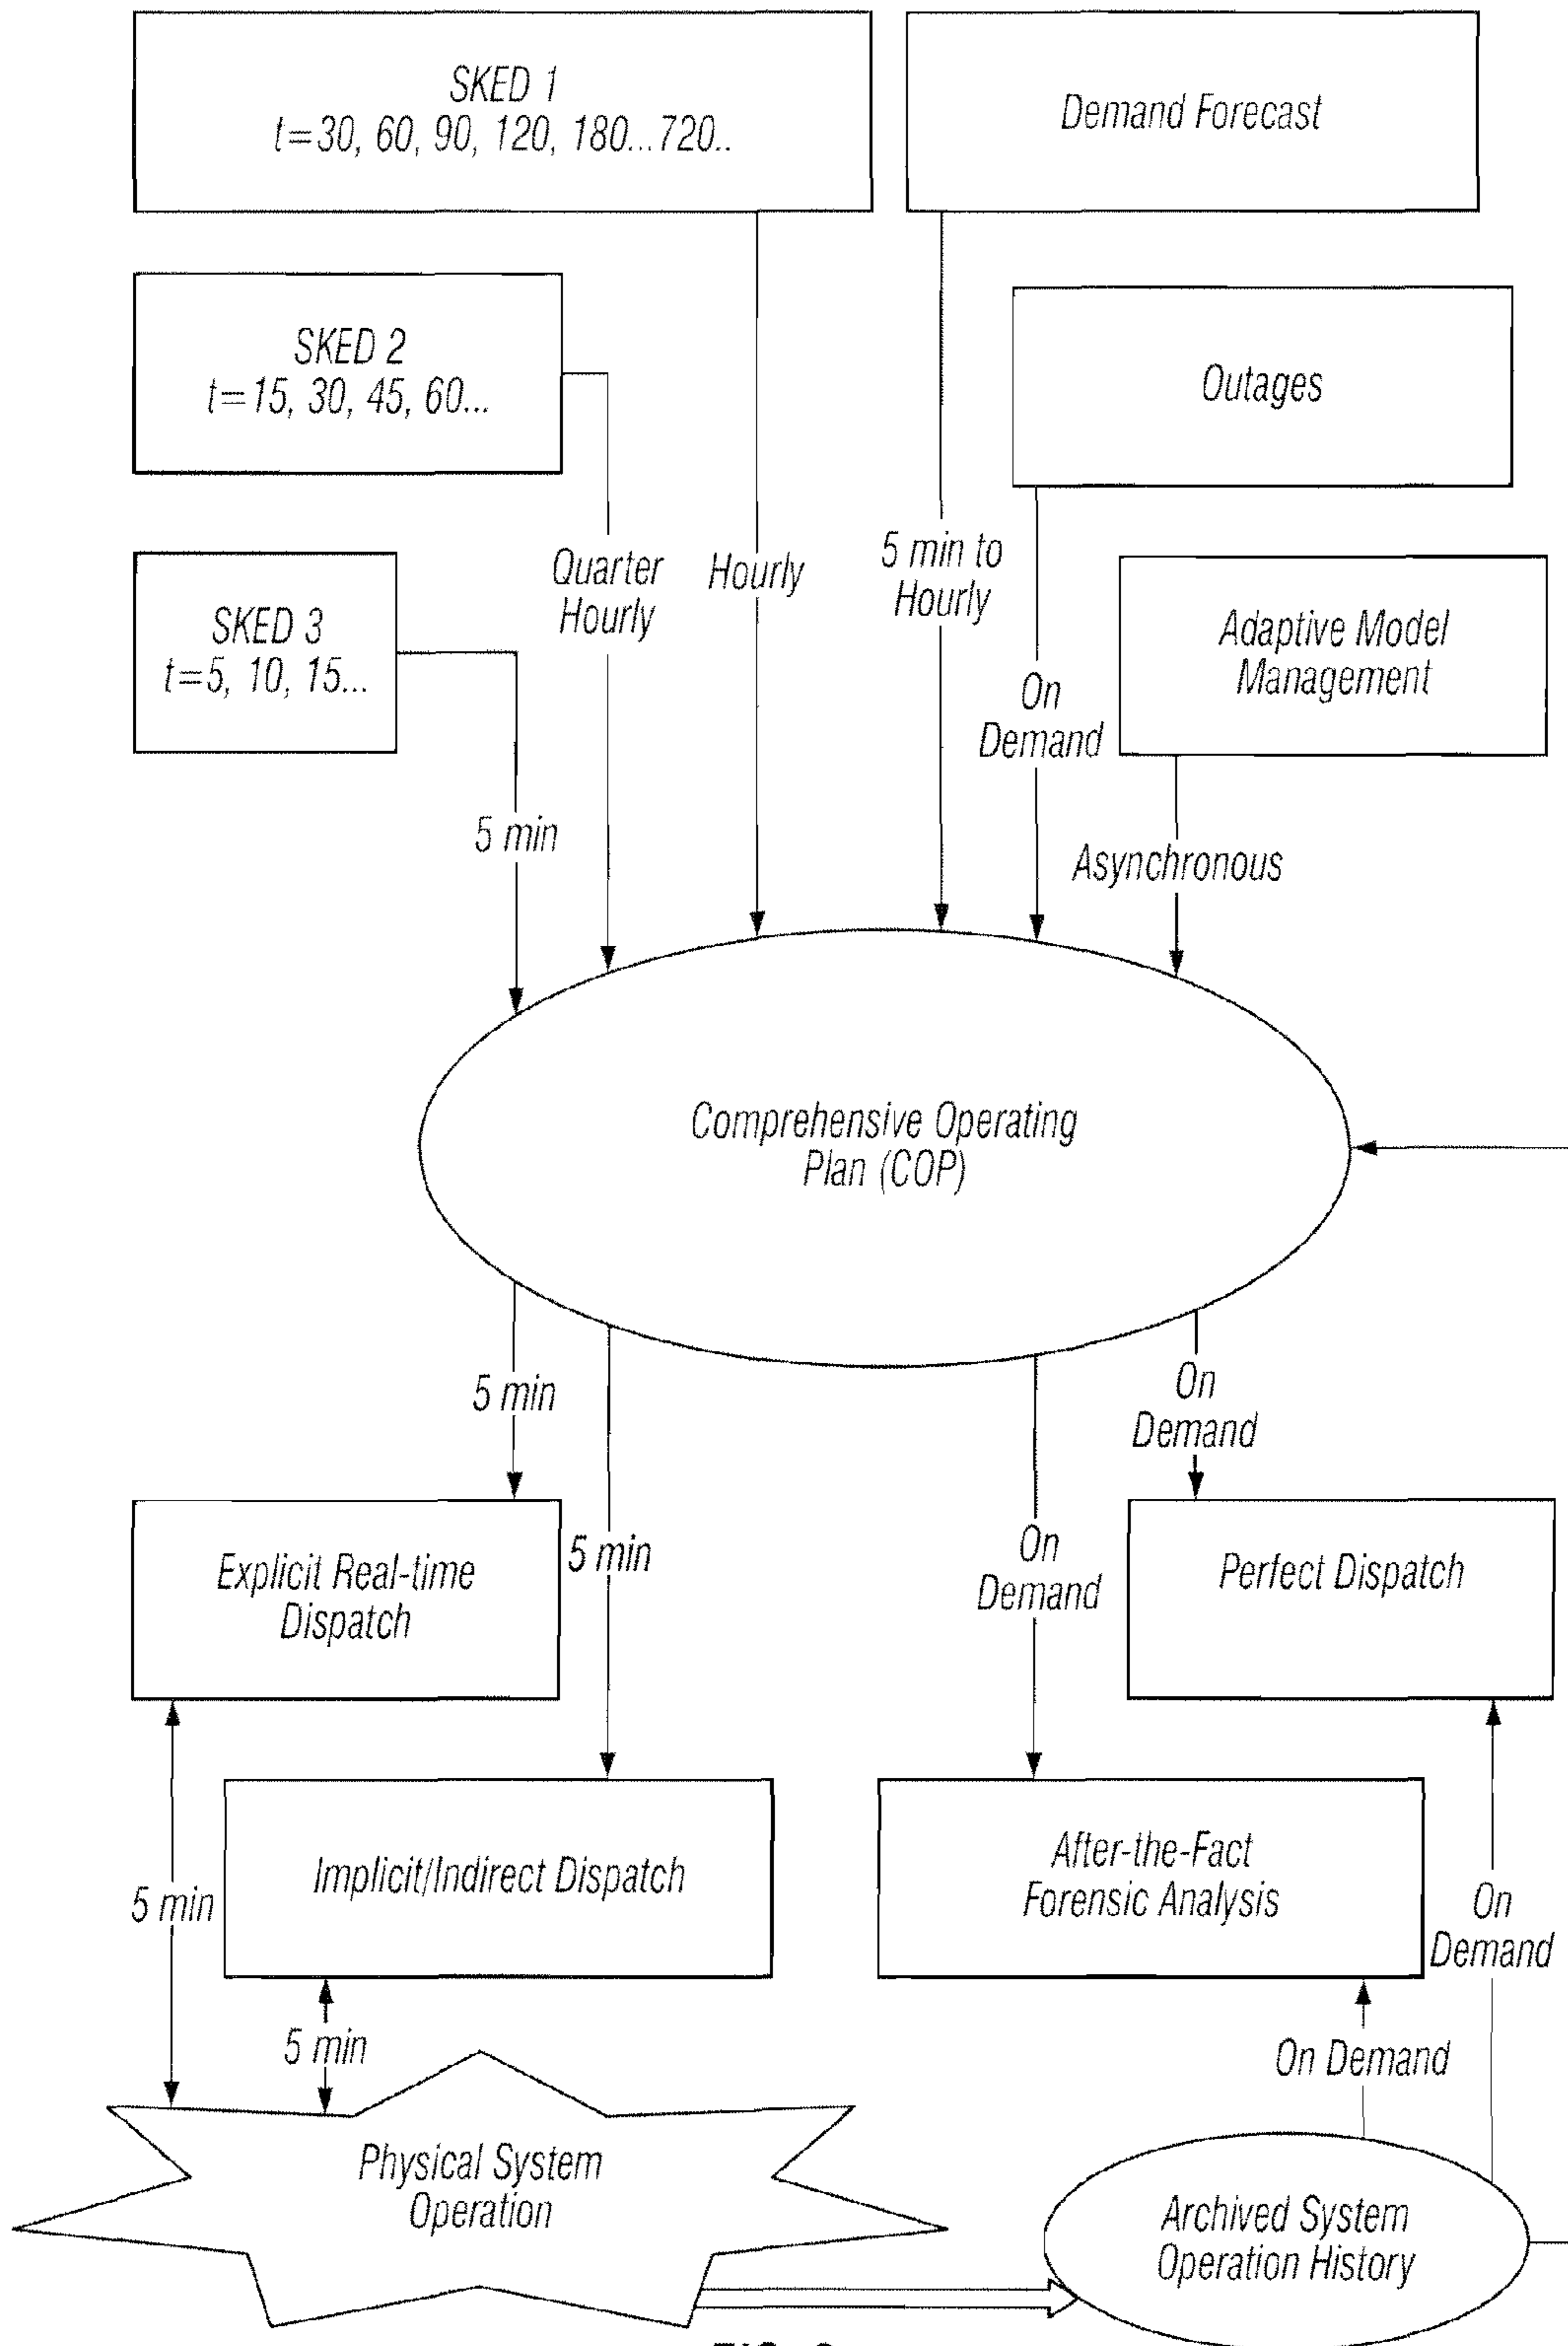 SKED 1
t=30, 60, 90, 120, 180...720..
Demand Forecast
SKED 2
t=15, 30, 45, 60...
Outages
SKED 3
t=5, 10, 15...
Quarter
Hourly
Hourly
5 min to
Hourly
On
Demand
Adaptive Model
Management
5 min
Asynchronous
Comprehensive Operating
Plan (COP)
5 min
On
Demand
Explicit Real-time
Dispatch
5 min
On
Demand
Perfect Dispatch
5 min
Implicit/Indirect Dispatch
After-the-Fact
Forensic Analysis
On
Demand
5 min
On Demand
Physical System
Operation
Archived System
Operation History